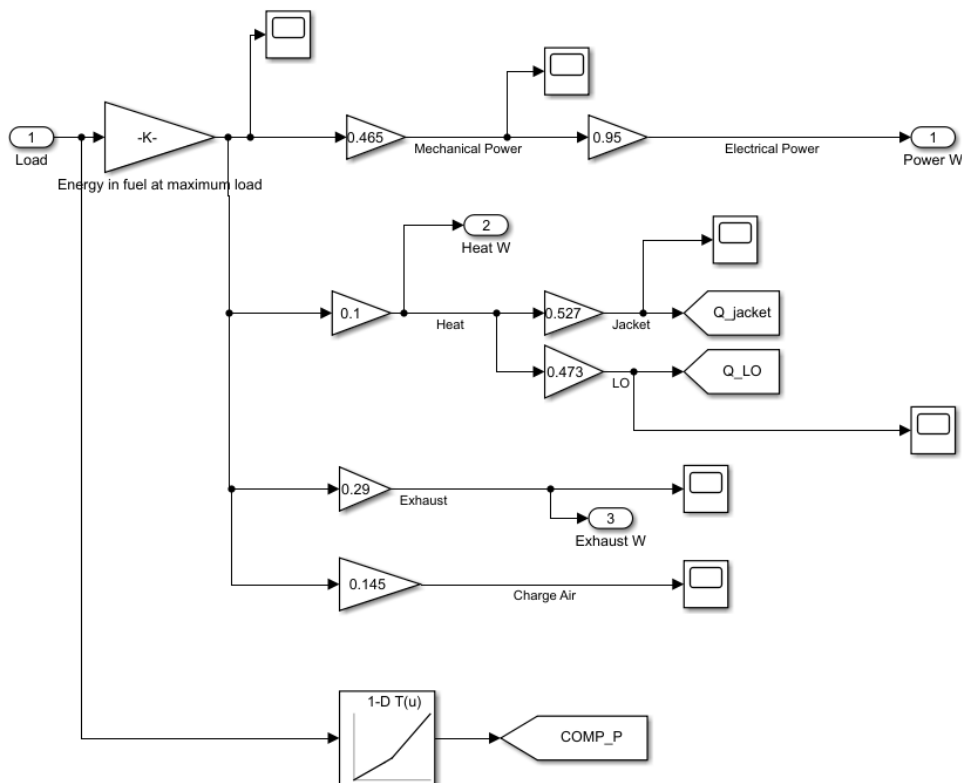 1
Load
-K-
Energy in fuel at maximum load
0.465
Mechanical Power
0.95
Electrical Power
1
Power W
2
Heat W
0.1
Heat
0.527
Jacket
Q_jacket
0.473
LO
Q_LO
0.29
Exhaust
3
Exhaust W
0.145
Charge Air
1-D T(u)
COMP_P